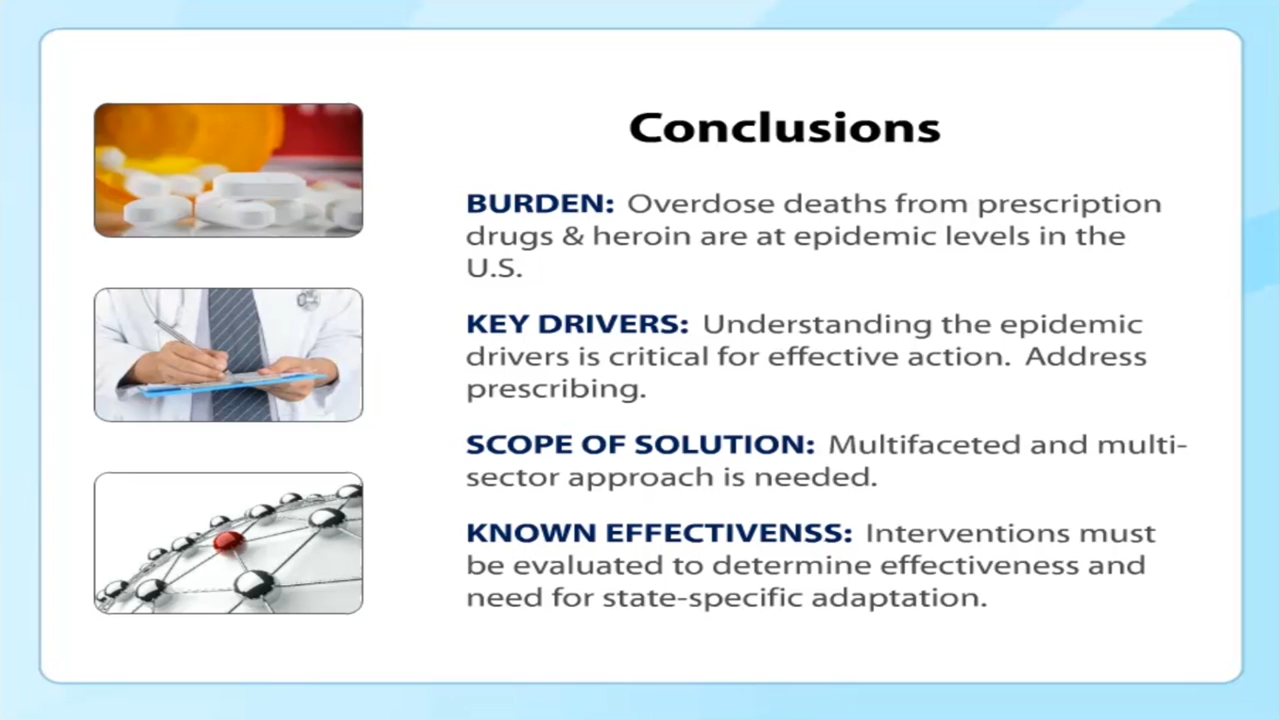 Conclusions
BURDEN: Overdose deaths from prescription
drugs & heroin are at epidemic levels in the
U.S.
KEY DRIVERS: Understanding the epidemic
drivers is critical for effective action. Address
prescribing.
SCOPE OF SOLUTION: Multifaceted and multi-
sector approach is needed.
KNOWN EFFECTIVENSS: Interventions must
be evaluated to determine effectiveness and
need for state-specific adaptation.